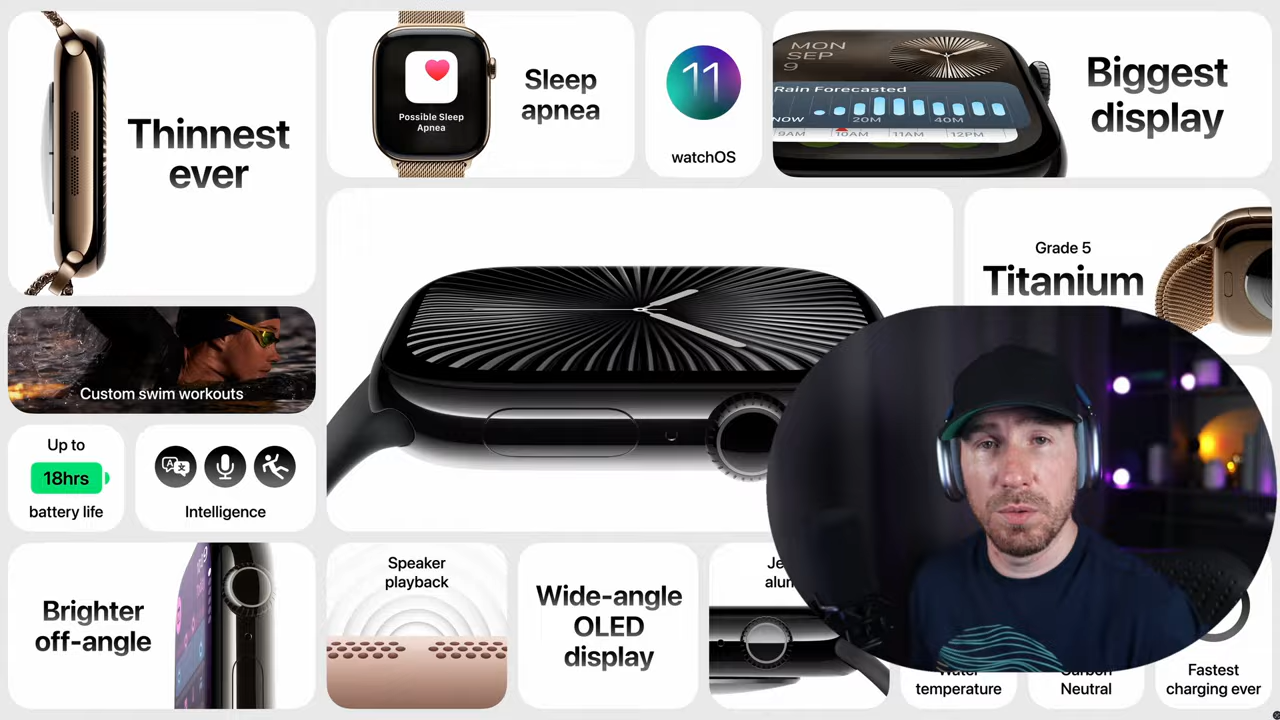 Thinnest
ever
Possible Sleep
Apnea
Sleep
apnea
11
watchOS
MON
SEP
9
Rain Forecasted
NOW
20M
40M
9AM
10AM
11AM
12PM
Biggest
display
Grade 5
Titanium
Custom swim workouts
Up to
18hrs
battery life
Intelligence
Brighter
off-angle
Speaker
playback
Wide-angle
OLED
display
Water
temperature
Carbon
Neutral
Fastest
charging ever